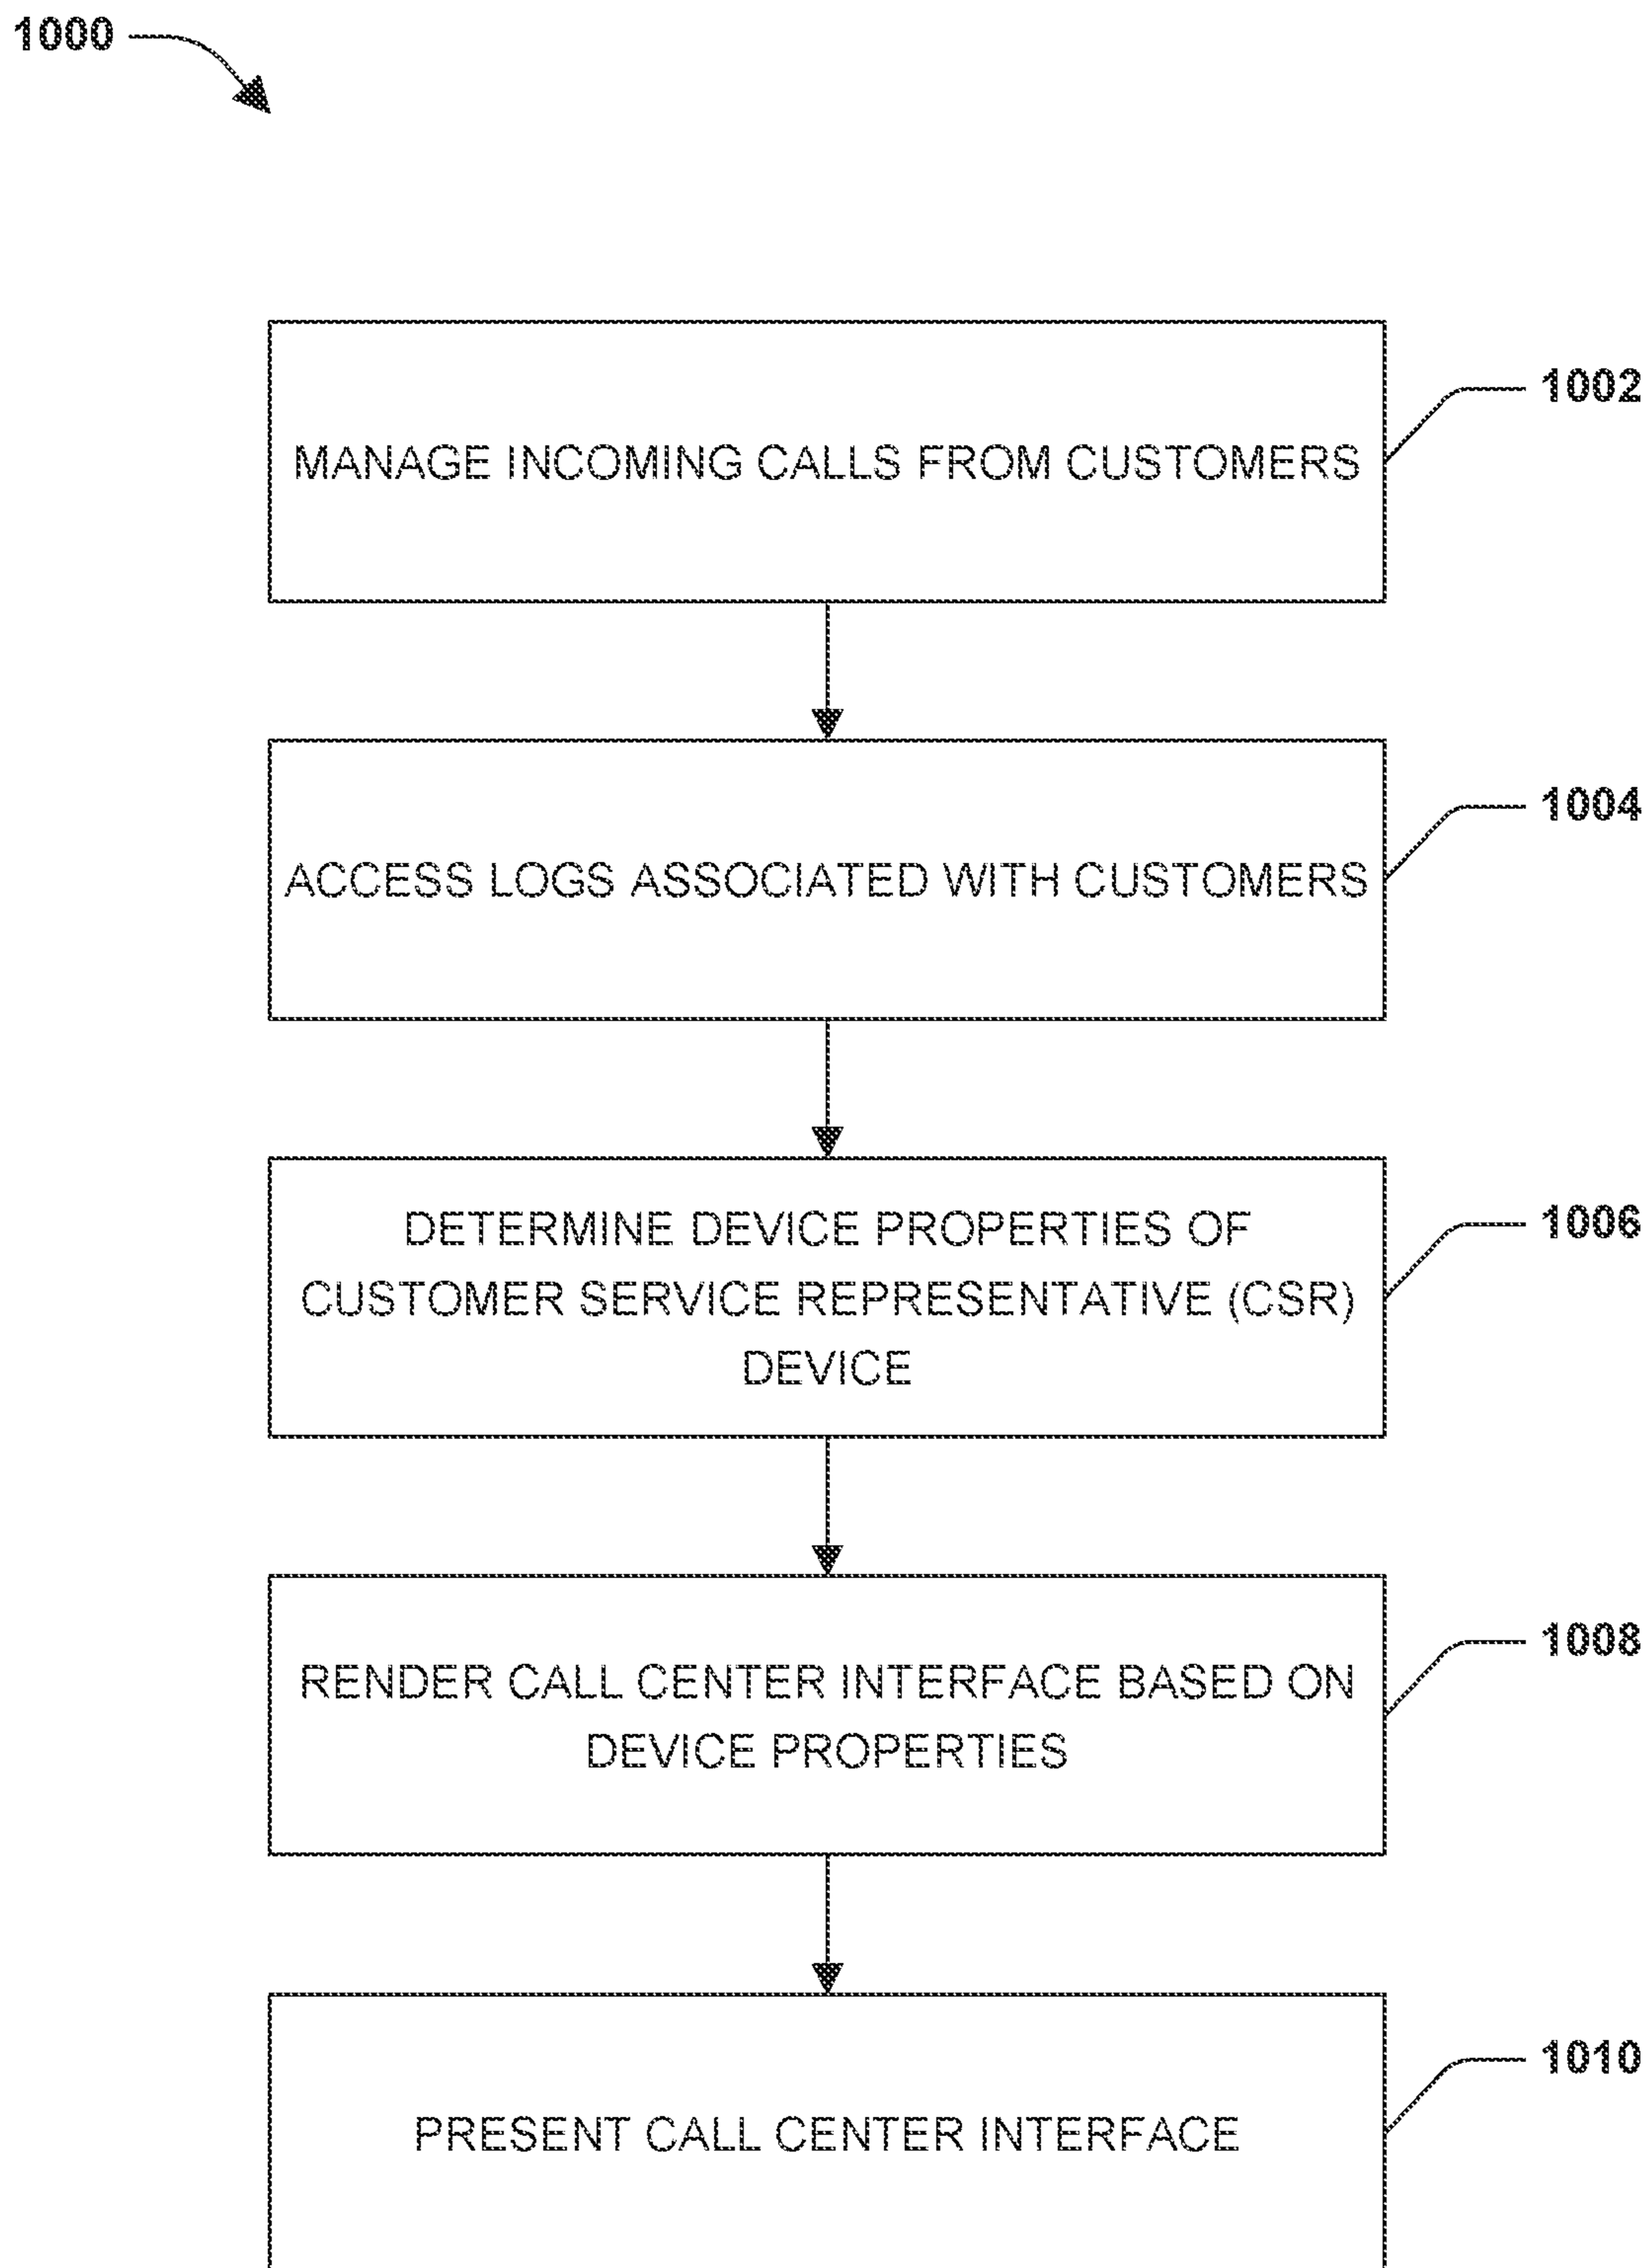 1000
MANAGE INCOMING CALLS FROM CUSTOMERS
1002
ACCESS LOGS ASSOCIATED WITH CUSTOMERS
1004
DETERMINE DEVICE PROPERTIES OF
CUSTOMER SERVICE REPRESENTATIVE (CSR)
DEVICE
1006
RENDER CALL CENTER INTERFACE BASED ON
DEVICE PROPERTIES
1008
PRESENT CALL CENTER INTERFACE
1010